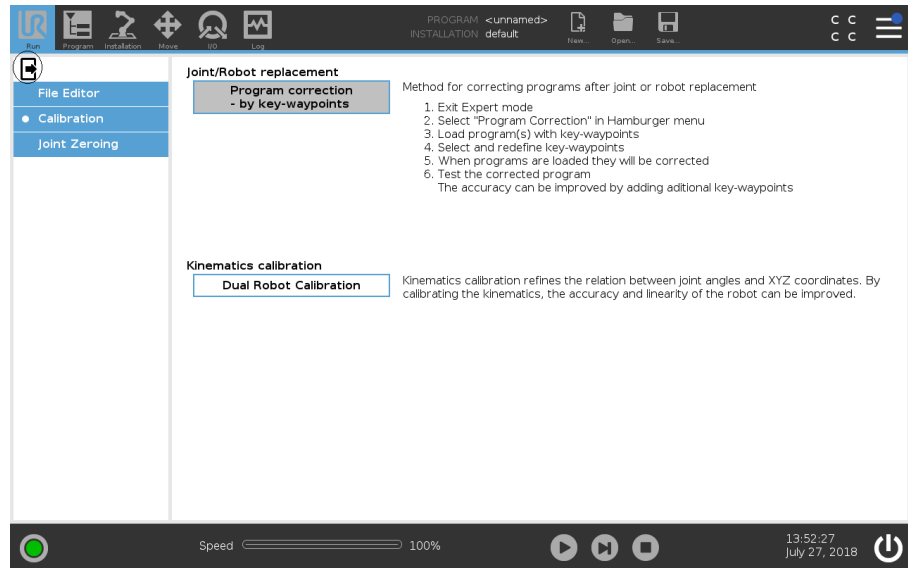 PROGRAM <unnamed>
INSTALLATION default
C C
C C
UR
Run Program Installation Move I/O Log New... Open... Save...
File Editor
Calibration
Joint Zeroing
Joint/Robot replacement
Program correction
- by key-waypoints
Method for correcting programs after joint or robot replacement
1. Exit Expert mode
2. Select "Program Correction" in Hamburger menu
3. Load program(s) with key-waypoints
4. Select and redefine key-waypoints
5. When programs are loaded they will be corrected
6. Test the corrected program
The accuracy can be improved by adding aditional key-waypoints
Kinematics calibration
Dual Robot Calibration
Kinematics calibration refines the relation between joint angles and XYZ coordinates. By
calibrating the kinematics, the accuracy and linearity of the robot can be improved.
Speed 100%
13:52:27
July 27, 2018